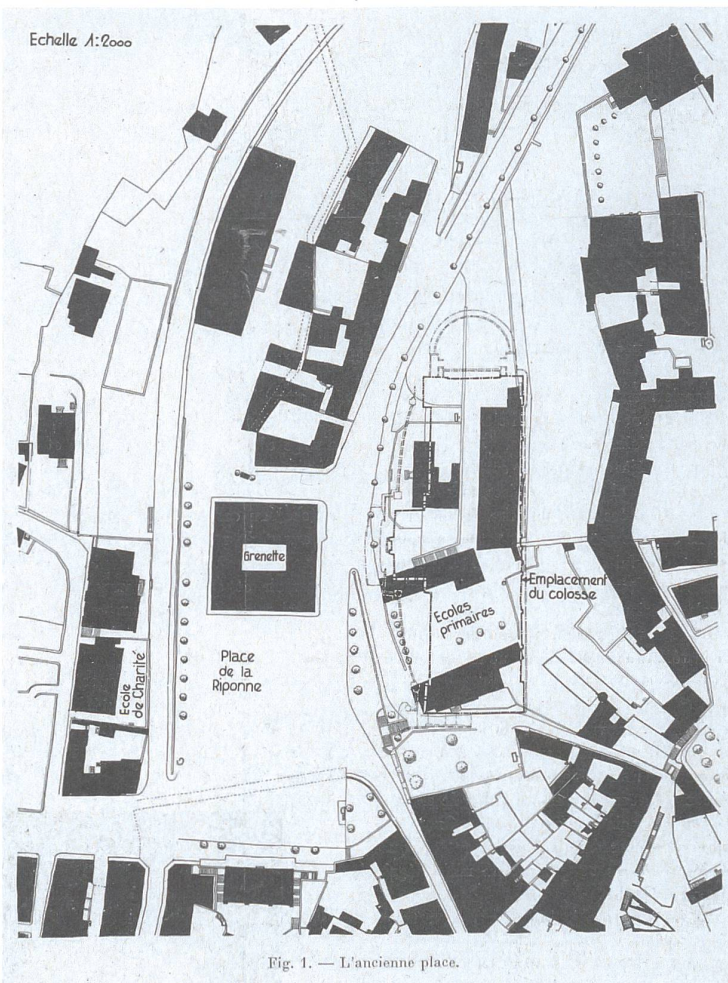 Echelle 1:2000
Grenette
Emplacement
du colosse
Ecoles
primaires
Place
de la
Riponne
Ecole
de Charité
Fig. 1. — L'ancienne place.